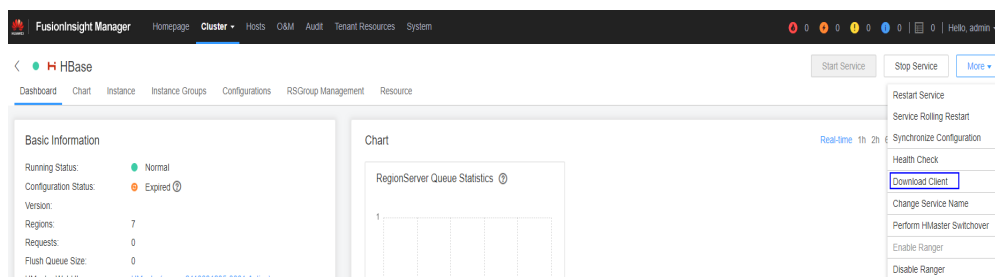 FusionInsight Manager Homepage Cluster Hosts O&M Audit Tenant Resources System 0 0 0 0 0 Hello, admin
HBase Start Service Stop Service More
Dashboard Chart Instance Instance Groups Configurations RSGroup Management Resource
Restart Service
Service Rolling Restart
Synchronize Configuration
Health Check
Download Client
Change Service Name
Perform HMaster Switchover
Enable Ranger
Disable Ranger
Basic Information
Running Status: Normal
Configuration Status: Expired
Version:
Regions: 7
Requests: 0
Flush Queue Size: 0
Chart Real-time 1h 2h
RegionServer Queue Statistics
1